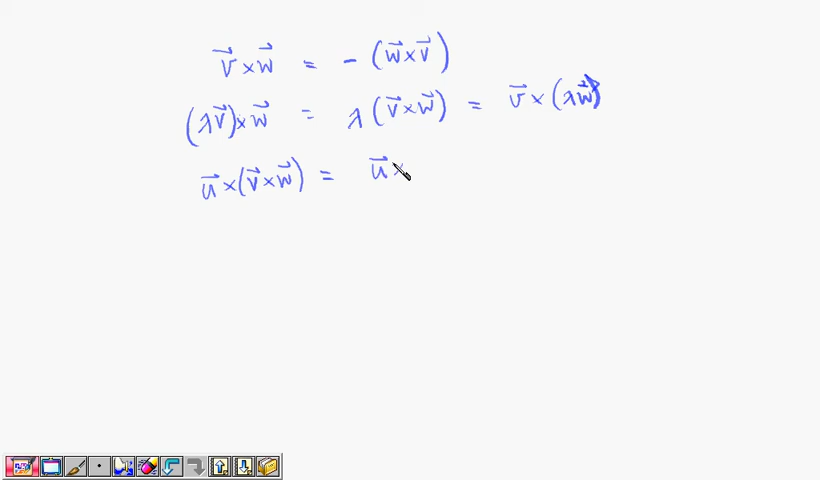 v⃗ × w⃗ = - (w⃗ × v⃗)
(λv⃗) × w⃗ = λ (v⃗ × w⃗) = v⃗ × (λw⃗)
u⃗ × (v⃗ × w⃗) = u⃗ ×